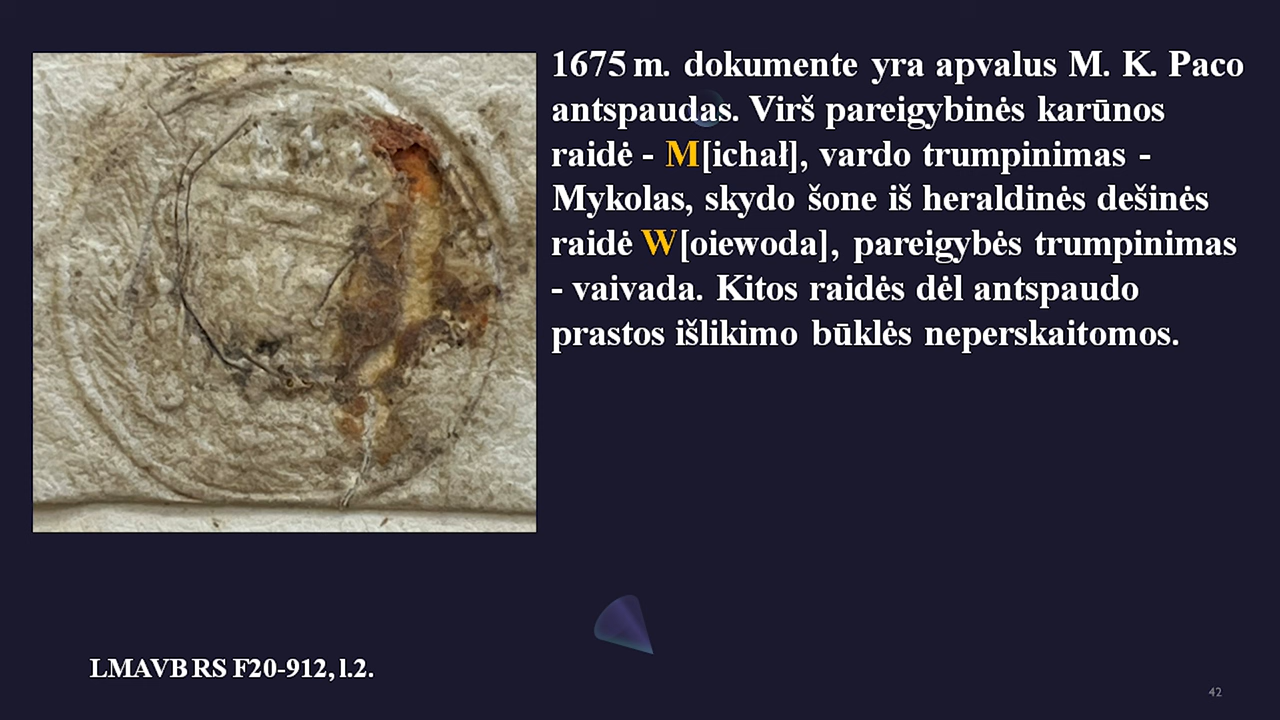 1675 m. dokumente yra apvalus M. K. Paco
antspaudas. Virš pareigybinės karūnos
raidė - M[ichał], vardo trumpinimas -
Mykolas, skydo šone iš heraldinės dešinės
raidė W[oiewoda], pareigybės trumpinimas
- vaivada. Kitos raidės dėl antspaudo
prastos išlikimo būklės neperskaitomos.
LMAVB RS F20-912, l.2.
42